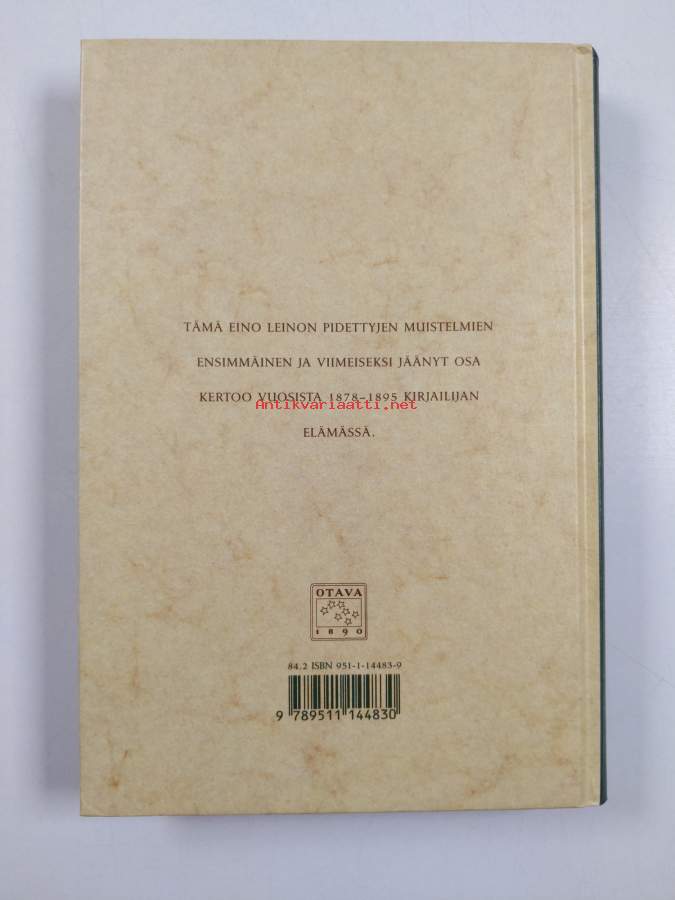 TÄMÄ EINO LEINON PIDETTYJEN MUISTELMIEN
ENSIMMÄINEN JA VIIMEISEKSI JÄÄNYT OSA
KERTOO VUOSISTA 1878–1895 KIRJAILIJAN
Antikvariaatti.net
ELÄMÄSSÄ.
OTAVA
1890
84.2 ISBN 951-1-14483-9
9 789511 144830